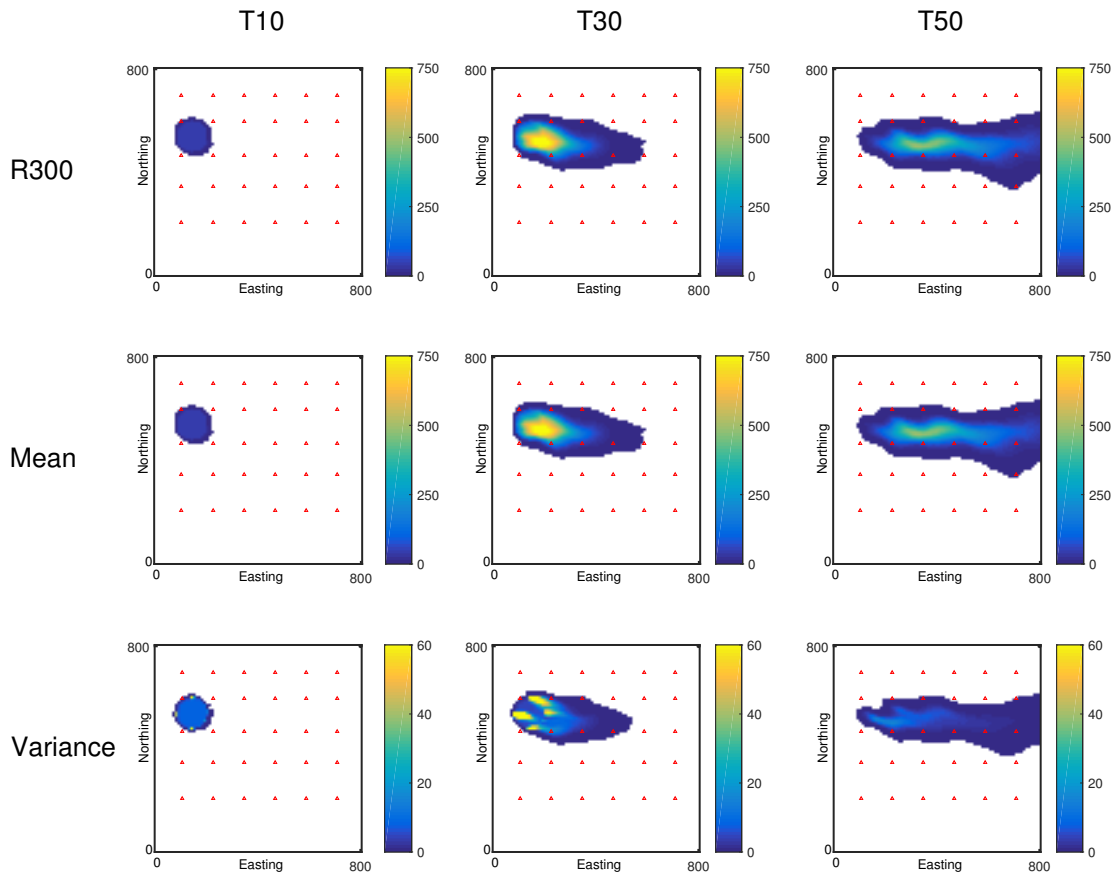 T10 T30 T50
R300
800 750 800 750 800 750
500 500 500
Northing Northing Northing
250 250 250
0 0 0 0 0 0
0 Easting 800 0 Easting 800 0 Easting 800
Mean
800 750 800 750 800 750
500 500 500
Northing Northing Northing
250 250 250
0 0 0 0 0 0
0 Easting 800 0 Easting 800 0 Easting 800
Variance
800 60 800 60 800 60
40 40 40
Northing Northing Northing
20 20 20
0 0 0 0 0 0
0 Easting 800 0 Easting 800 0 Easting 800